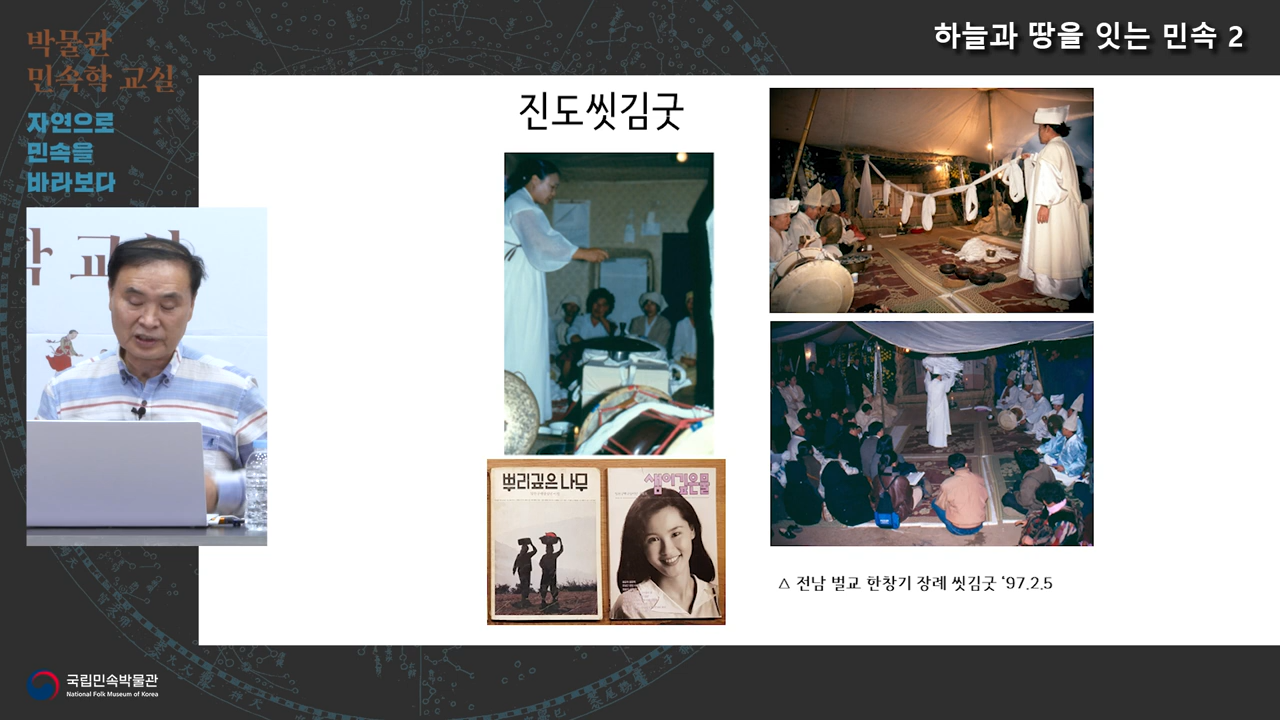 하늘과 땅을 잇는 민속 2
박물관
민속학 교실
자연으로
민속을
바라보다
학 교
진도씻김굿
뿌리깊은나무
샘이깊은물
△ 전남 벌교 한창기 장례 씻김굿 ‘97.2.5
국립민속박물관
National Folk Museum of Korea